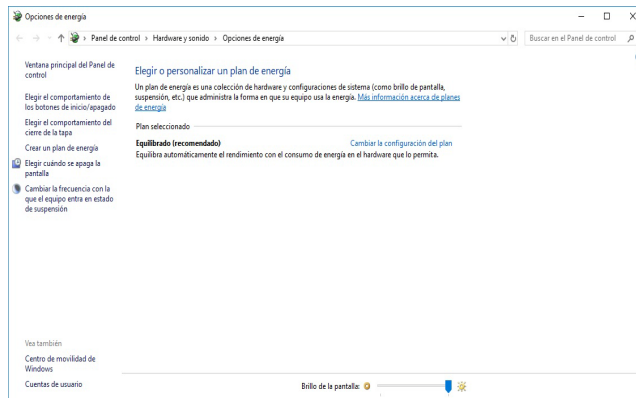 Opciones de energía
Panel de control > Hardware y sonido > Opciones de energía
Buscar en el Panel de control
Ventana principal del Panel de
control
Elegir el comportamiento de
los botones de inicio/apagado
Elegir el comportamiento del
cierre de la tapa
Crear un plan de energía
Elegir cuándo se apaga la
pantalla
Cambiar la frecuencia con la
que el equipo entra en estado
de suspensión
Vea también
Centro de movilidad de
Windows
Cuentas de usuario
Elegir o personalizar un plan de energía
Un plan de energía es una colección de hardware y configuraciones de sistema (como brillo de pantalla,
suspensión, etc.) que administra la forma en que su equipo usa la energía. Más información acerca de planes
de energía
Plan seleccionado
Equilibrado (recomendado) Cambiar la configuración del plan
Equilibra automáticamente el rendimiento con el consumo de energía en el hardware que lo permita.
Brillo de la pantalla: